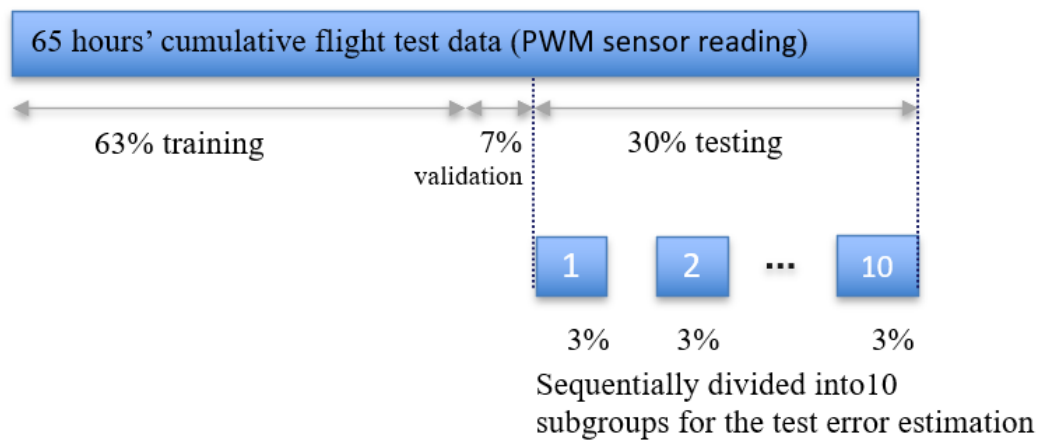 65 hours’ cumulative flight test data (PWM sensor reading)
63% training
7%
validation
30% testing
1
2
...
10
3%
3%
3%
Sequentially divided into10
subgroups for the test error estimation